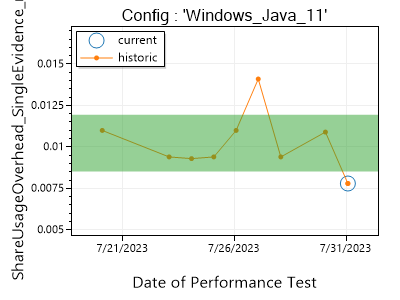 Config : 'Windows_Java_11'
current
historic
ShareUsageOverhead_SingleEvidence_
0.015
0.0125
0.01
0.0075
0.005
7/21/2023
7/26/2023
7/31/2023
Date of Performance Test